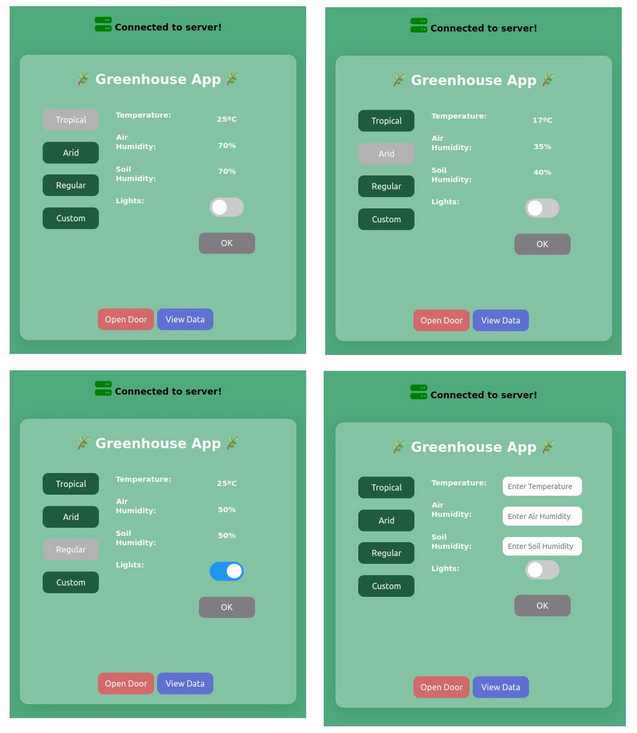 Connected to server!
Greenhouse App
Tropical
Arid
Regular
Custom
Temperature: 25ºC
Air
Humidity: 70%
Soil
Humidity: 70%
Lights:
OK
Open Door View Data
Connected to server!
Greenhouse App
Tropical
Arid
Regular
Custom
Temperature: 17ºC
Air
Humidity: 35%
Soil
Humidity: 40%
Lights:
OK
Open Door View Data
Connected to server!
Greenhouse App
Tropical
Arid
Regular
Custom
Temperature: 25ºC
Air
Humidity: 50%
Soil
Humidity: 50%
Lights:
OK
Open Door View Data
Connected to server!
Greenhouse App
Tropical
Arid
Regular
Custom
Temperature: Enter Temperature
Air
Humidity: Enter Air Humidity
Soil
Humidity: Enter Soil Humidity
Lights:
OK
Open Door View Data